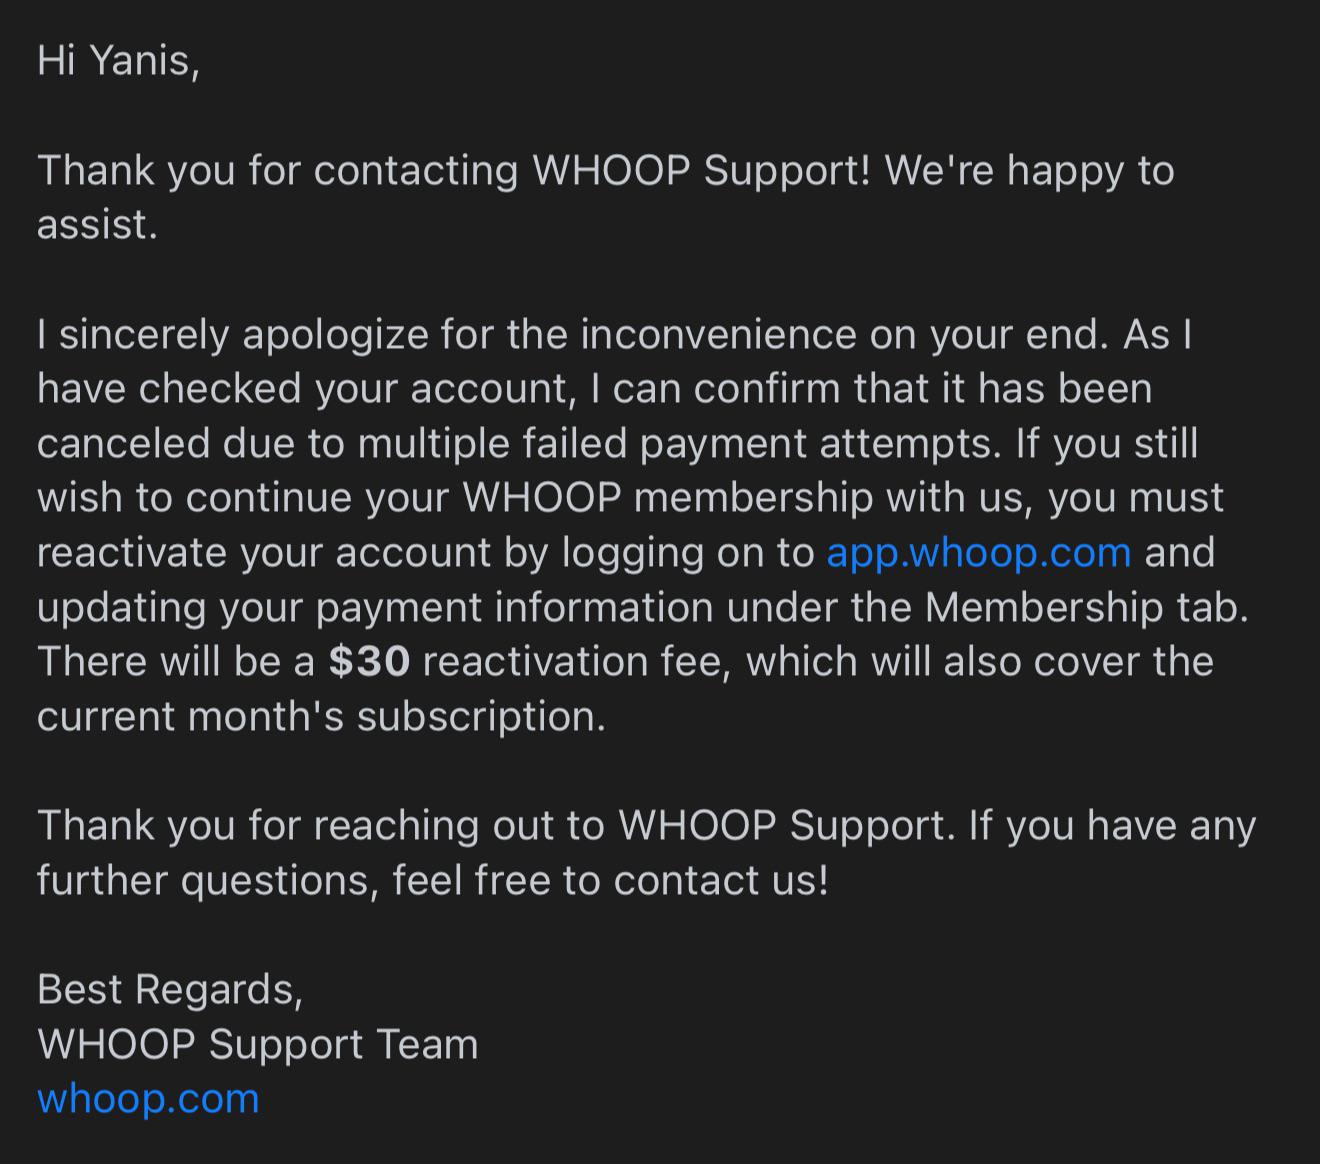 Hi Yanis,
Thank you for contacting WHOOP Support! We're happy to
assist.
I sincerely apologize for the inconvenience on your end. As I
have checked your account, I can confirm that it has been
canceled due to multiple failed payment attempts. If you still
wish to continue your WHOOP membership with us, you must
reactivate your account by logging on to app.whoop.com and
updating your payment information under the Membership tab.
There will be a $30 reactivation fee, which will also cover the
current month's subscription.
Thank you for reaching out to WHOOP Support. If you have any
further questions, feel free to contact us!
Best Regards,
WHOOP Support Team
whoop.com